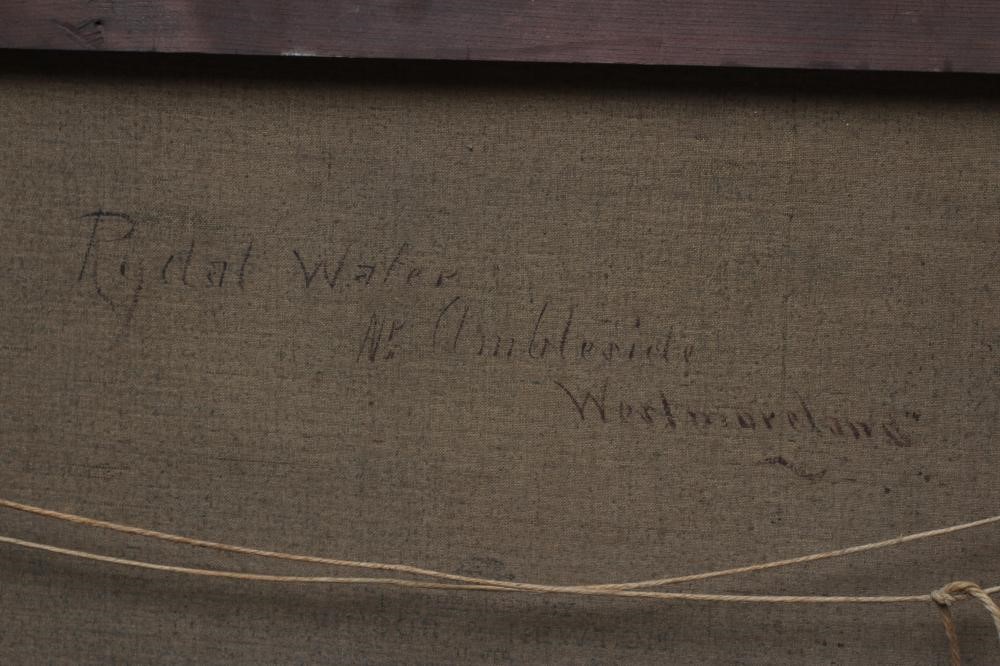 Rydal Water
Nr. Ambleside
Westmoreland"